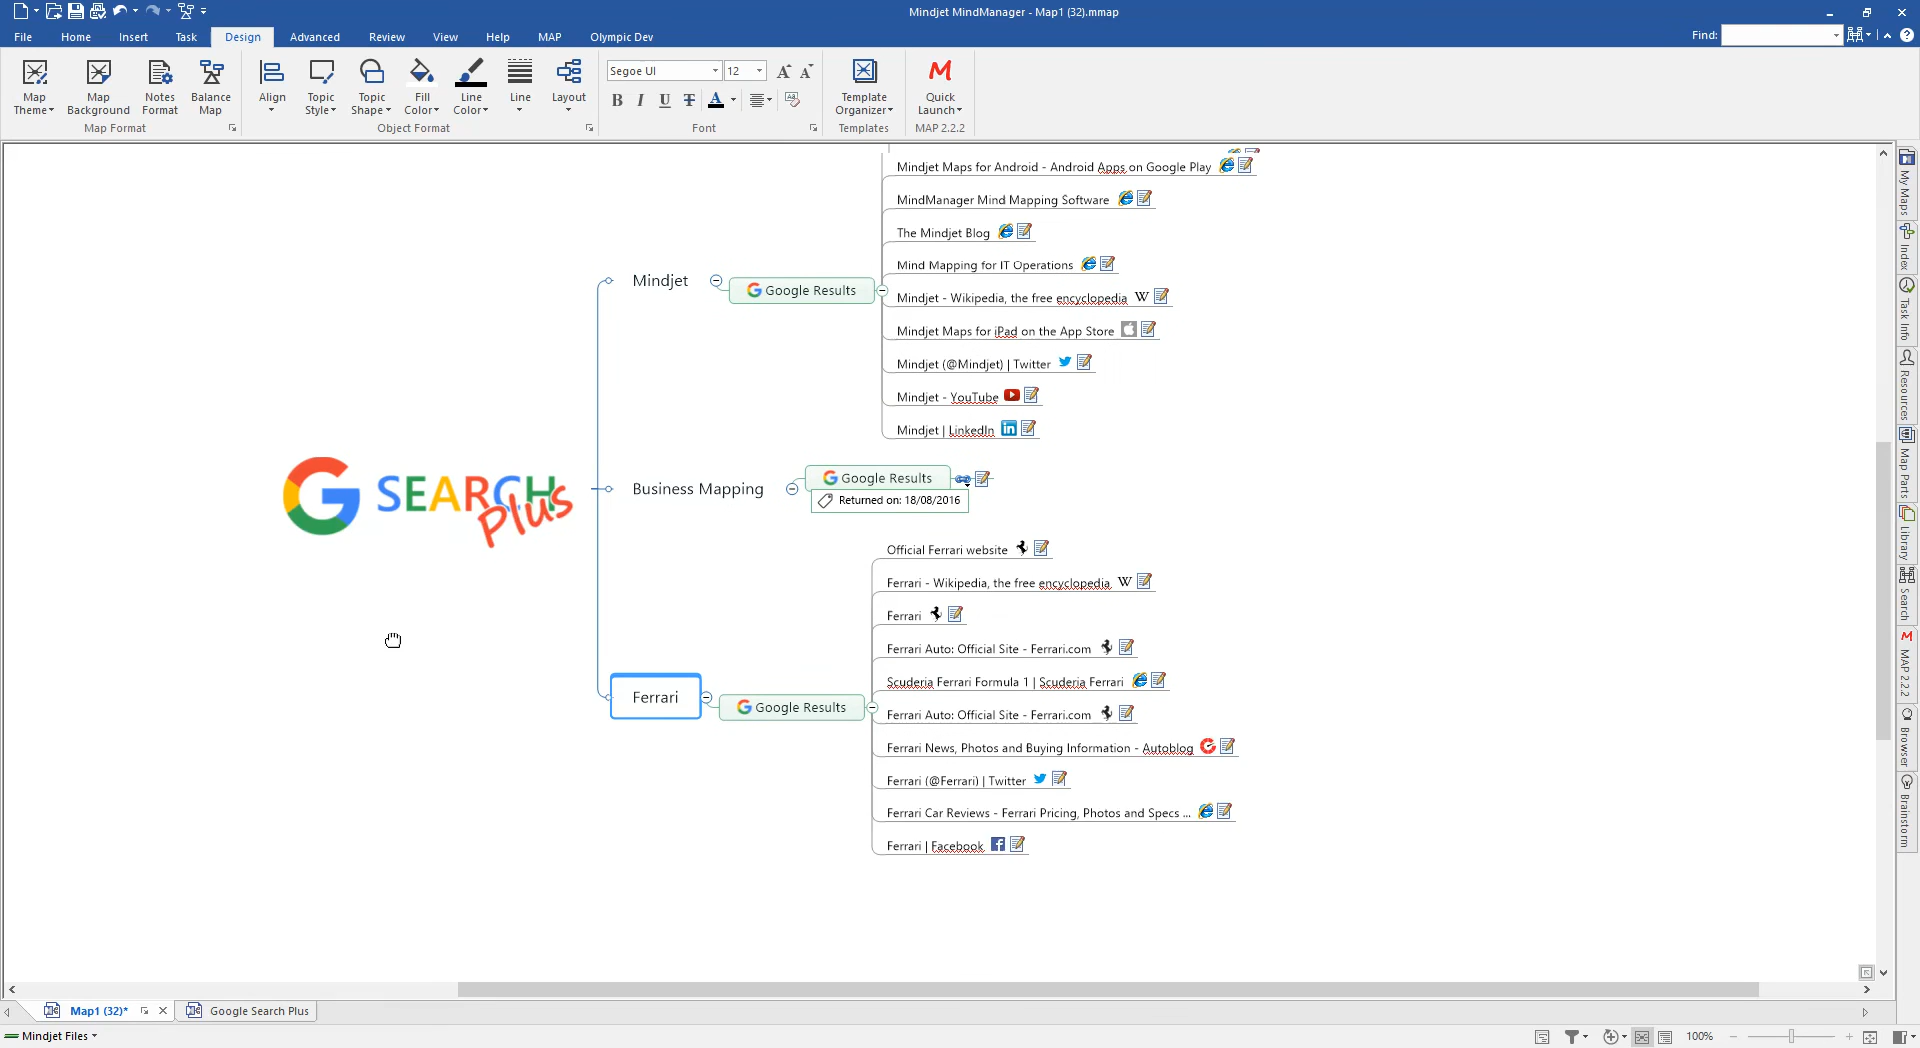 Mindjet MindManager - Map1 (32).mmap
File Home Insert Task Design Advanced Review View Help MAP Olympic Dev
Find:
Map Theme
Map Background
Notes Format
Balance Map
Align
Topic Style
Topic Shape
Fill Color
Line Color
Line
Layout
Segoe UI 12
B I U T A
Template Organizer
Quick Launch
Map Format
Object Format
Font
Templates
MAP 2.2.2
Mindjet Maps for Android - Android Apps on Google Play
MindManager Mind Mapping Software
The Mindjet Blog
Mind Mapping for IT Operations
Mindjet
Google Results
Mindjet - Wikipedia, the free encyclopedia W
Mindjet Maps for iPad on the App Store
Mindjet (@Mindjet) | Twitter
Mindjet - YouTube
Mindjet | LinkedIn in
G SEARCH plus
Business Mapping
Google Results
Returned on: 18/08/2016
Official Ferrari website
Ferrari - Wikipedia, the free encyclopedia W
Ferrari
Ferrari Auto: Official Site - Ferrari.com
Scuderia Ferrari Formula 1 | Scuderia Ferrari
Ferrari
Google Results
Ferrari Auto: Official Site - Ferrari.com
Ferrari News, Photos and Buying Information - Autoblog
Ferrari (@Ferrari) | Twitter
Ferrari Car Reviews - Ferrari Pricing, Photos and Specs ...
Ferrari | Facebook
My Maps
Index
Task Info
Resources
Map Parts
Library
Search
MAP 2.2.2
Browser
Brainstorm
Map1 (32)*
Google Search Plus
Mindjet Files
100%